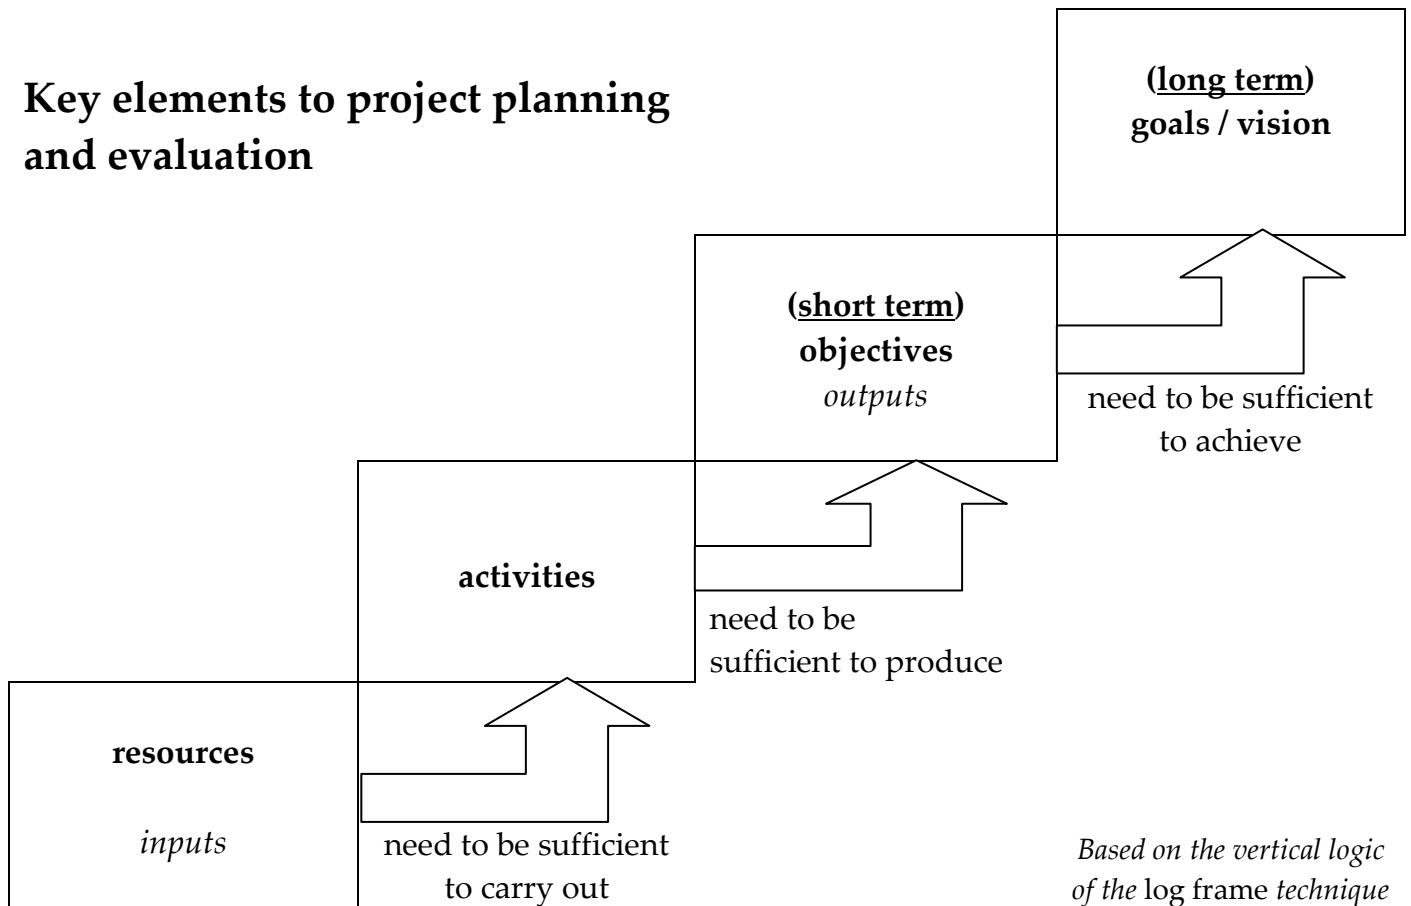 Key elements to project planning
and evaluation
(long term)
goals / vision
(short term)
objectives
outputs
need to be sufficient
to achieve
activities
need to be
sufficient to produce
resources
inputs
need to be sufficient
to carry out
Based on the vertical logic
of the log frame technique